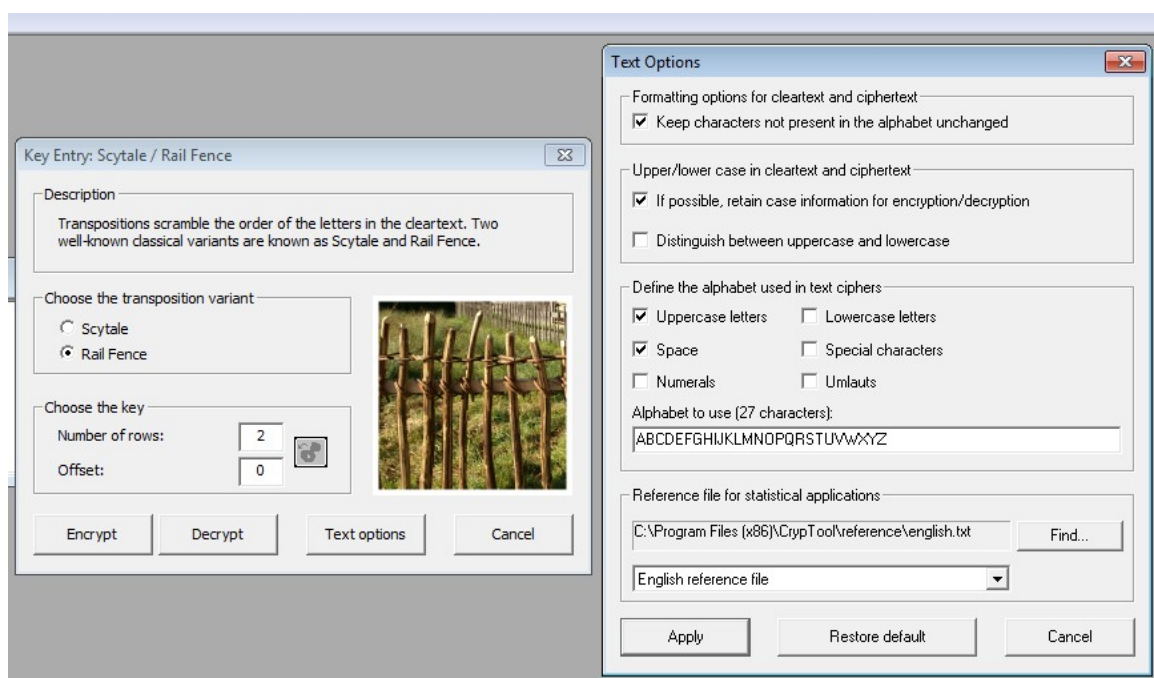 Key Entry: Scytale / Rail Fence
Description
Transpositions scramble the order of the letters in the cleartext. Two
well-known classical variants are known as Scytale and Rail Fence.
Choose the transposition variant
Scytale
Rail Fence
Choose the key
Number of rows: 2
Offset: 0
Encrypt Decrypt Text options Cancel
Text Options
Formatting options for cleartext and ciphertext
Keep characters not present in the alphabet unchanged
Upper/lower case in cleartext and ciphertext
If possible, retain case information for encryption/decryption
Distinguish between uppercase and lowercase
Define the alphabet used in text ciphers
Uppercase letters Lowercase letters
Space Special characters
Numerals Umlauts
Alphabet to use (27 characters):
ABCDEFGHIJKLMNOPQRSTUVWXYZ
Reference file for statistical applications
C:\Program Files (x86)\CrypTool\reference\english.txt Find...
English reference file
Apply Restore default Cancel